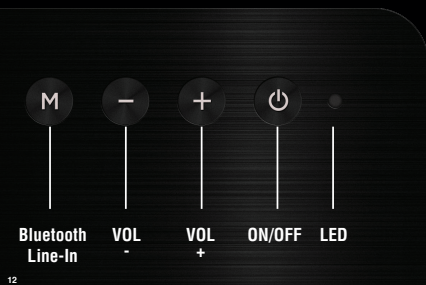 M - +
Bluetooth VOL VOL ON/OFF LED
Line-In - +
12